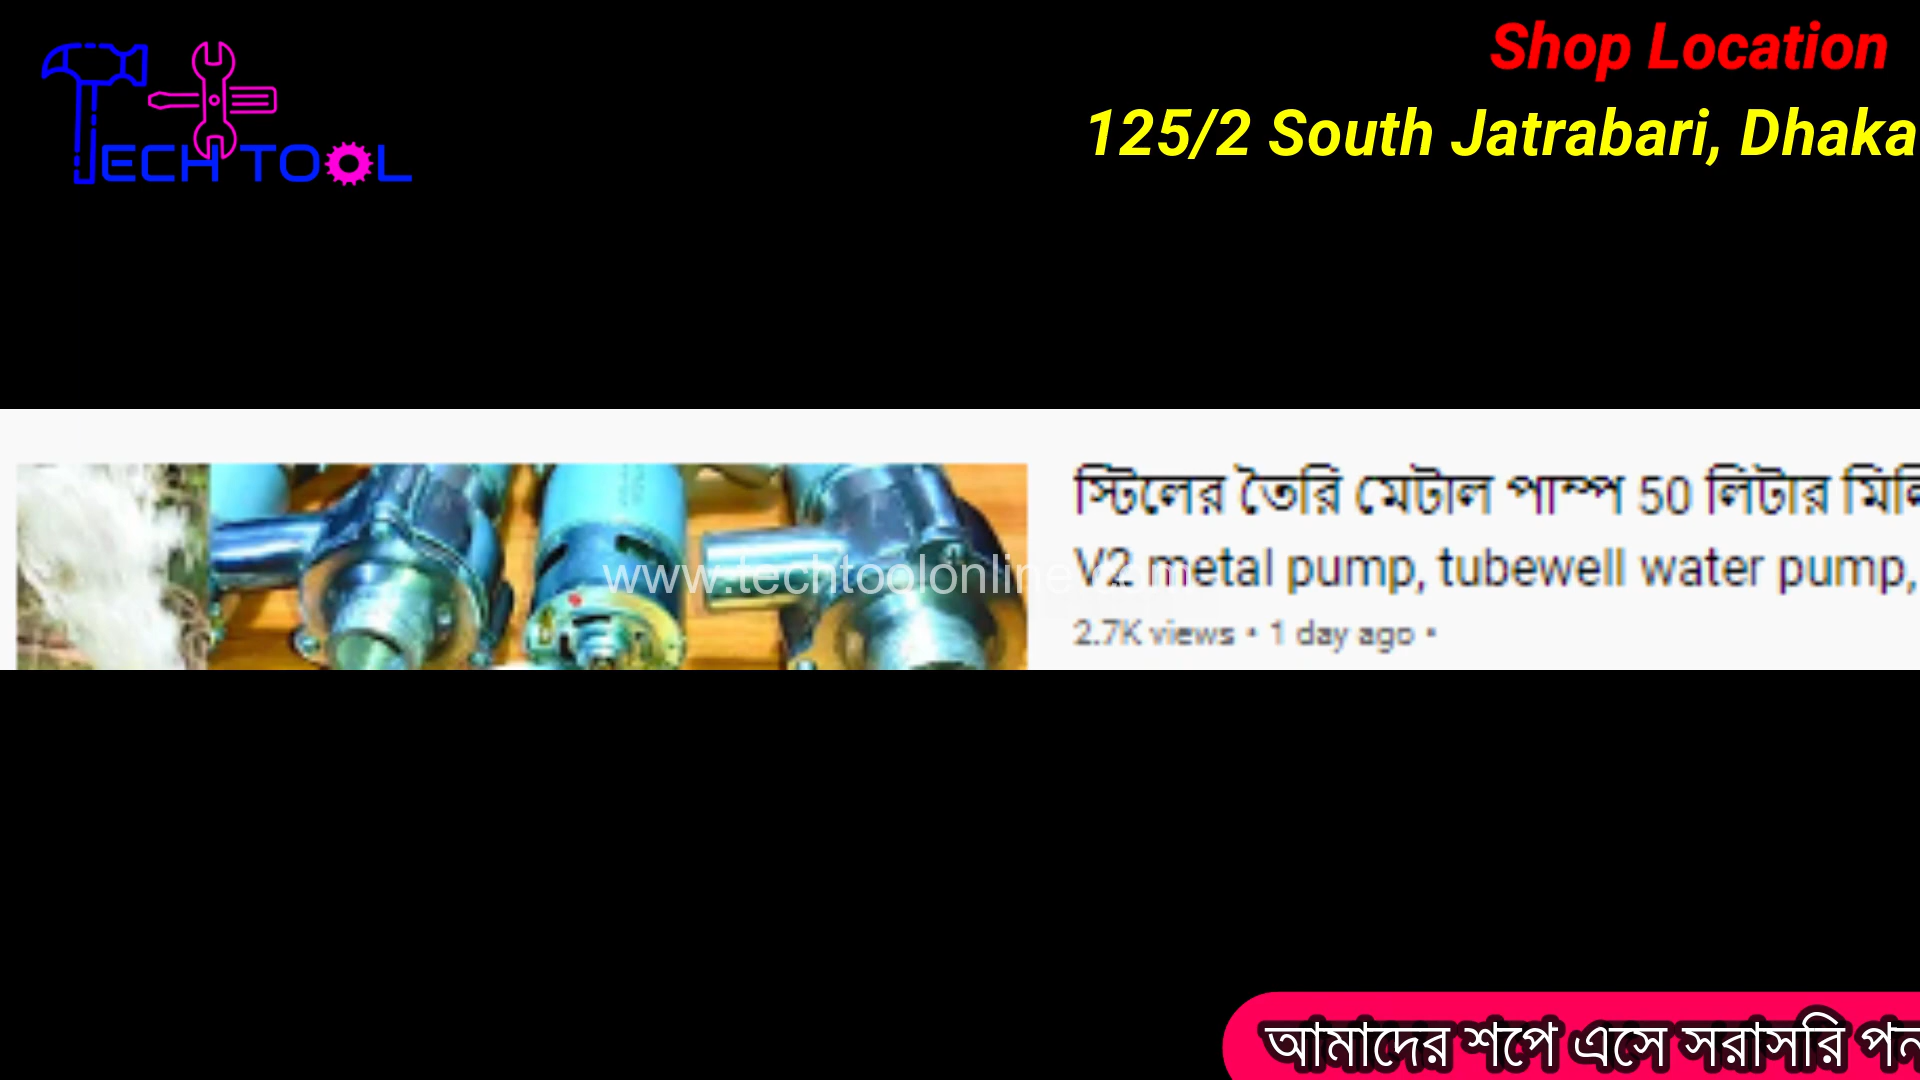 TECH TOOL
Shop Location
125/2 South Jatrabari, Dhaka
স্টিলের তৈরি মেটাল পাম্প 50 লিটার
V2 metal pump, tubewell water pump,
2.7K views • 1 day ago •
www.techtoolonline.com
আমাদের শপে এসে সরাসরি